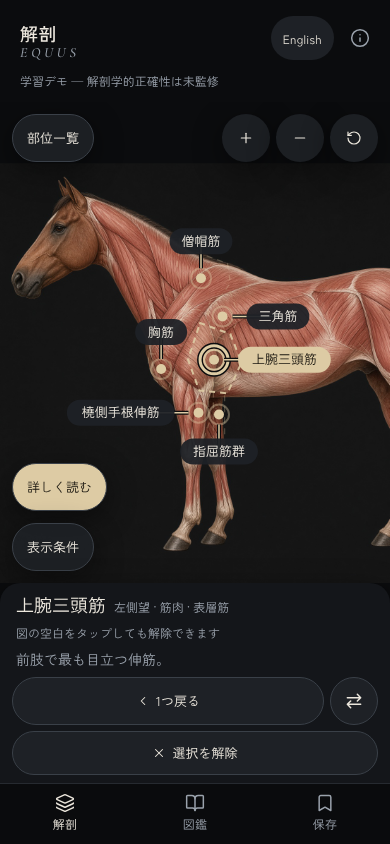 解剖
EQUUS
English
学習デモ — 解剖学的正確性は未監修
部位一覧
僧帽筋
三角筋
胸筋
上腕三頭筋
橈側手根伸筋
指屈筋群
詳しく読む
表示条件
上腕三頭筋 左側望・筋肉・表層筋
図の空白をタップしても解除できます
前肢で最も目立つ伸筋。
1つ戻る
選択を解除
解剖 図鑑 保存